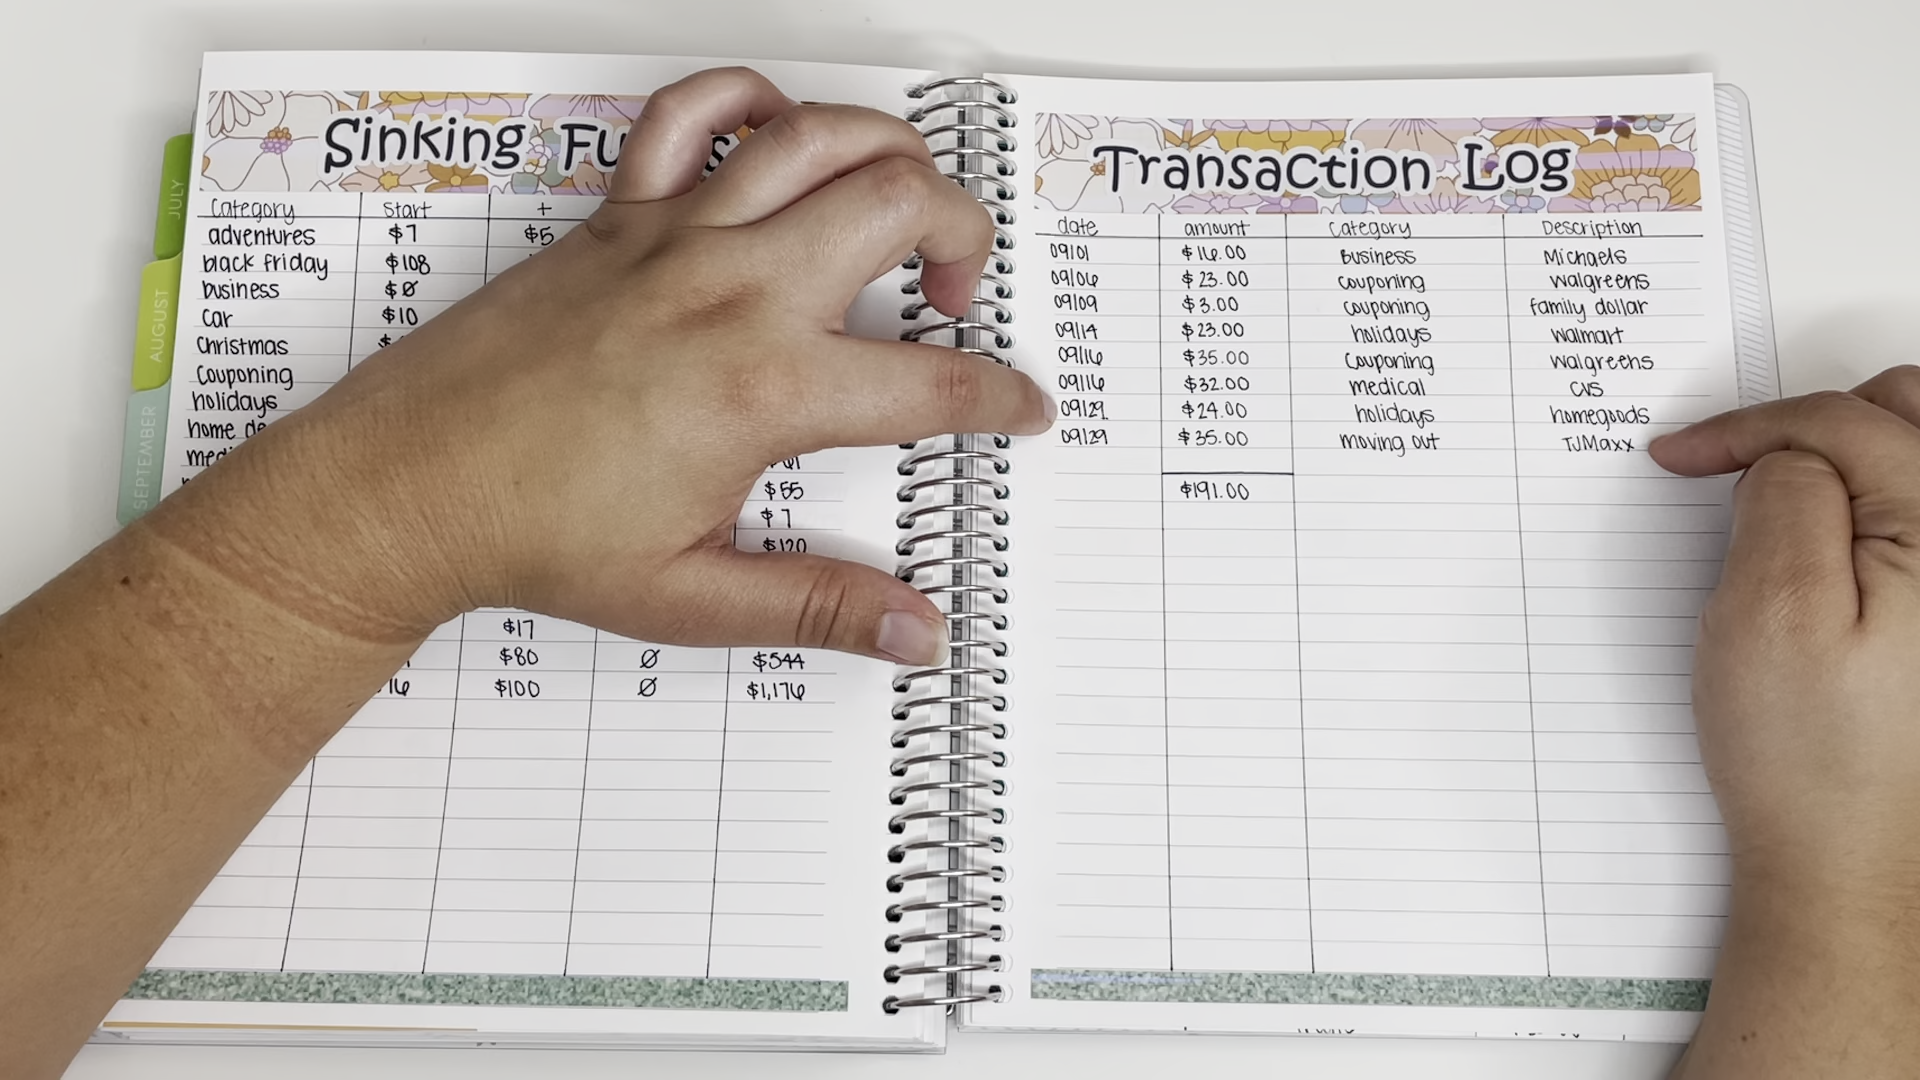 Sinking
Category Start +
adventures $7 $5
black friday $108
business $0
car $10
Christmas
Couponing
holidays
home
$55
$7
$120
$17
$80 0 $544
$100 0 $1,176
JULY
AUGUST
SEPTEMBER
Transaction Log
date amount Category Description
09/01 $16.00 Business Michaels
09/06 $23.00 couponing walgreens
09/09 $3.00 couponing family dollar
09/14 $23.00 holidays walmart
09/16 $35.00 Couponing walgreens
09/16 $32.00 medical CVS
09/29 $24.00 holidays homegoods
09/29 $35.00 moving out TJMaxx
$191.00